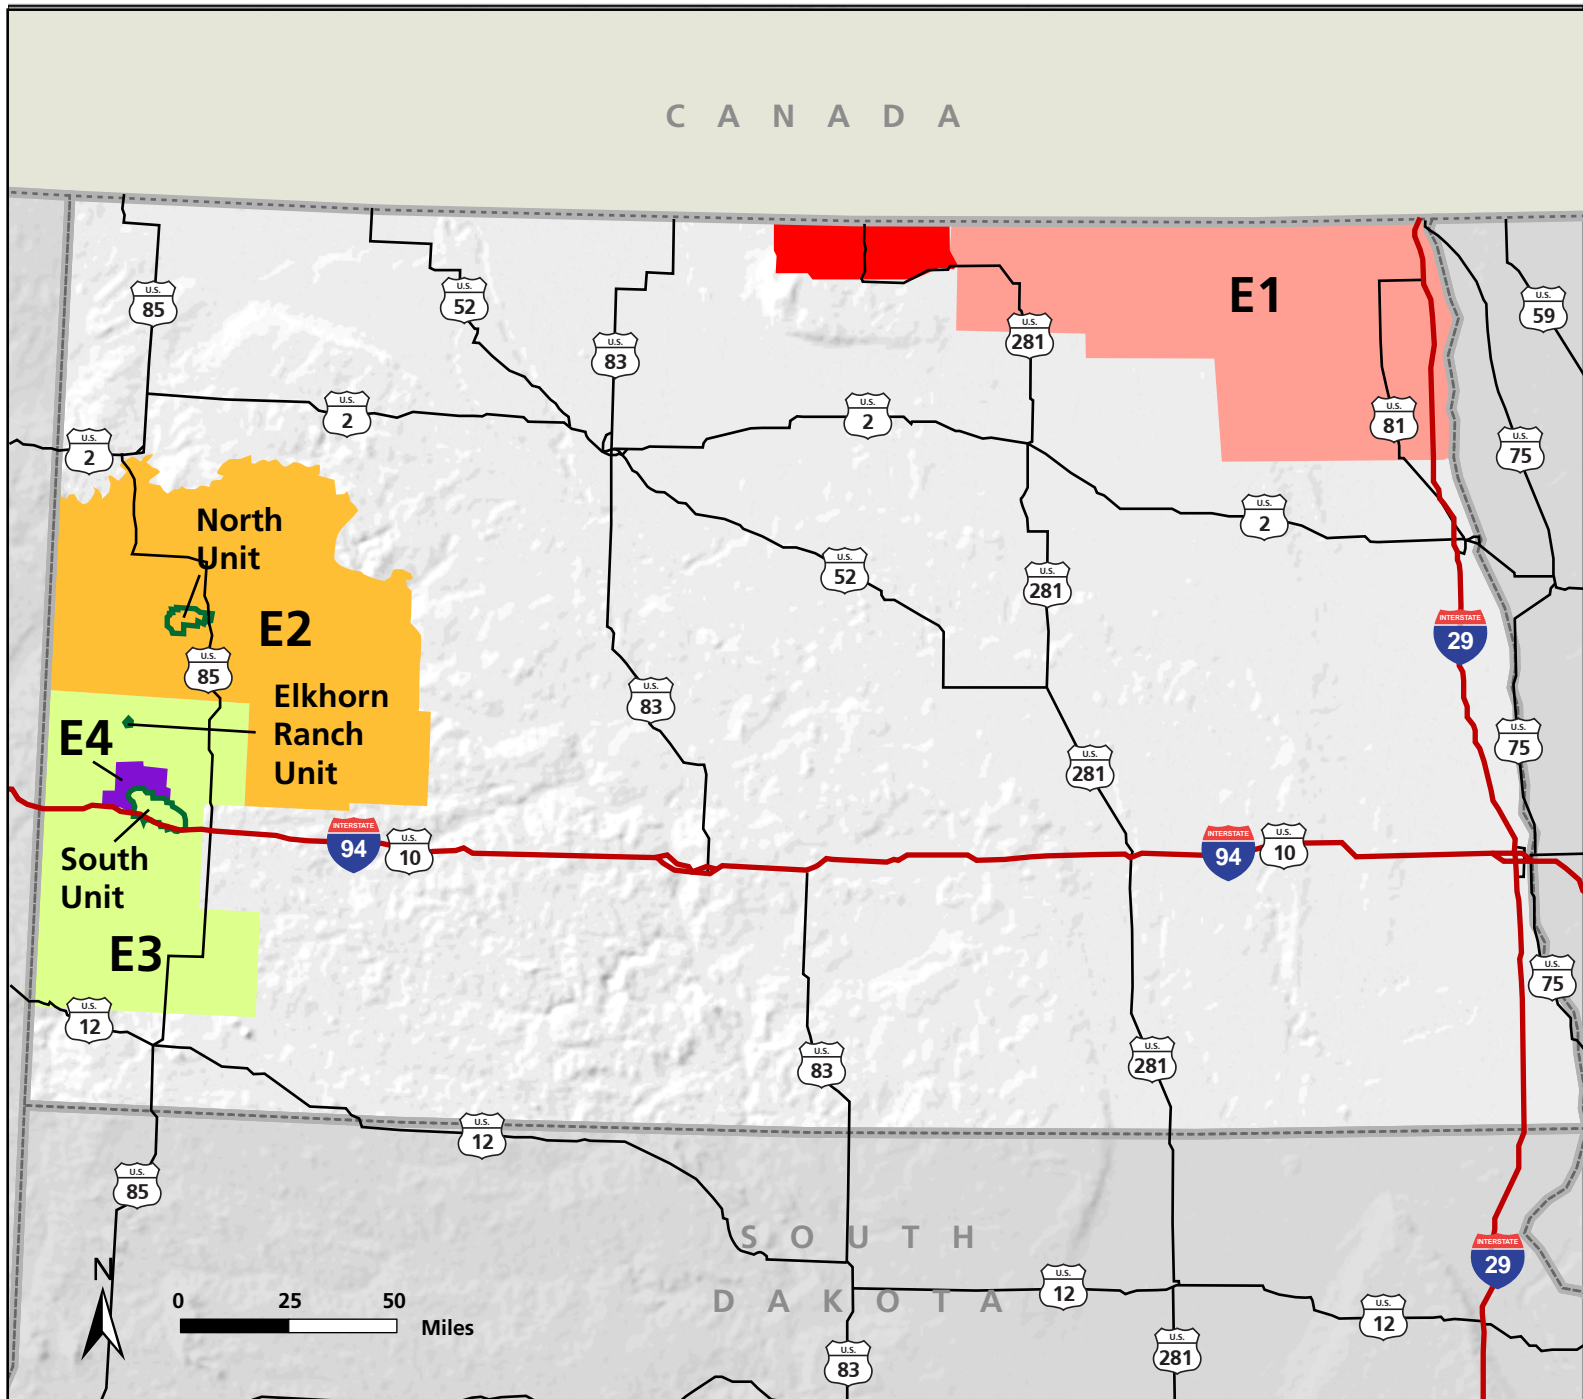 C A N A D A
U.S.
85
U.S.
52
U.S.
83
U.S.
281
E1
U.S.
59
U.S.
2
U.S.
2
U.S.
2
U.S.
81
U.S.
75
North
Unit
U.S.
2
U.S.
52
U.S.
281
E2
INTERSTATE
29
U.S.
85
Elkhorn
Ranch
Unit
U.S.
83
E4
U.S.
281
U.S.
75
South
Unit
INTERSTATE
94
U.S.
10
INTERSTATE
94
U.S.
10
E3
U.S.
75
U.S.
12
U.S.
83
U.S.
281
U.S.
12
U.S.
85
S O U T H
D A K O T A
INTERSTATE
29
U.S.
12
U.S.
12
U.S.
83
U.S.
281
N
0 25 50
Miles